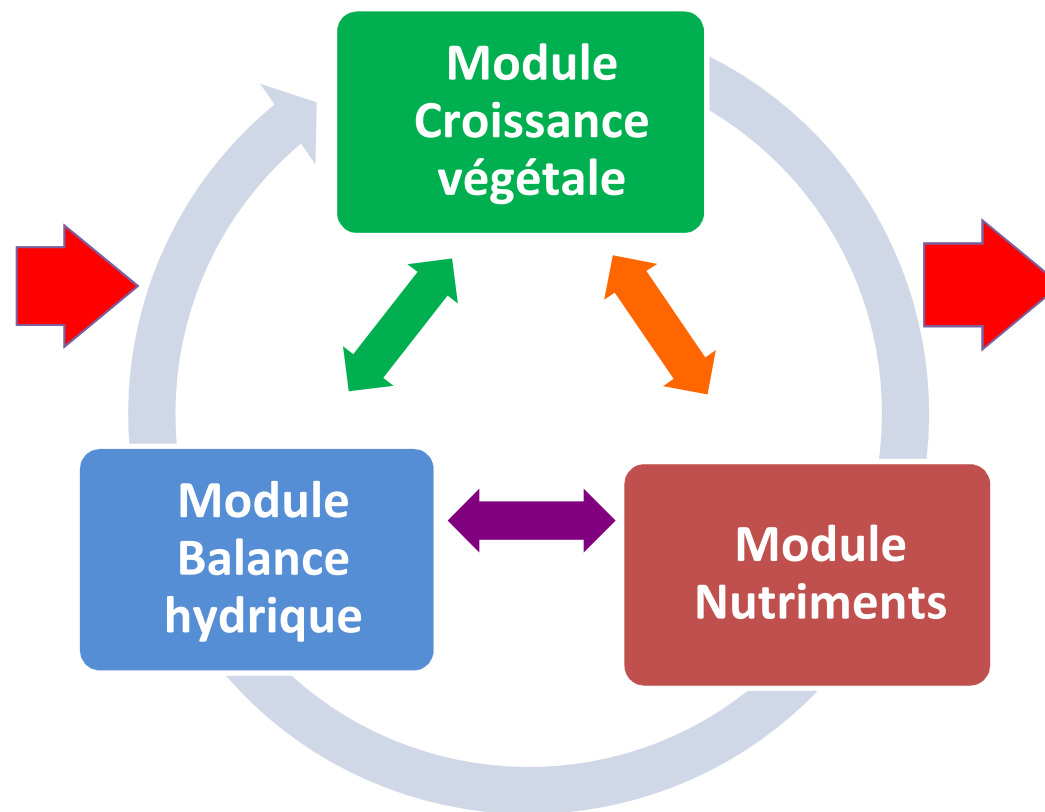 Module
Croissance
végétale
Module
Balance
hydrique
Module
Nutriments